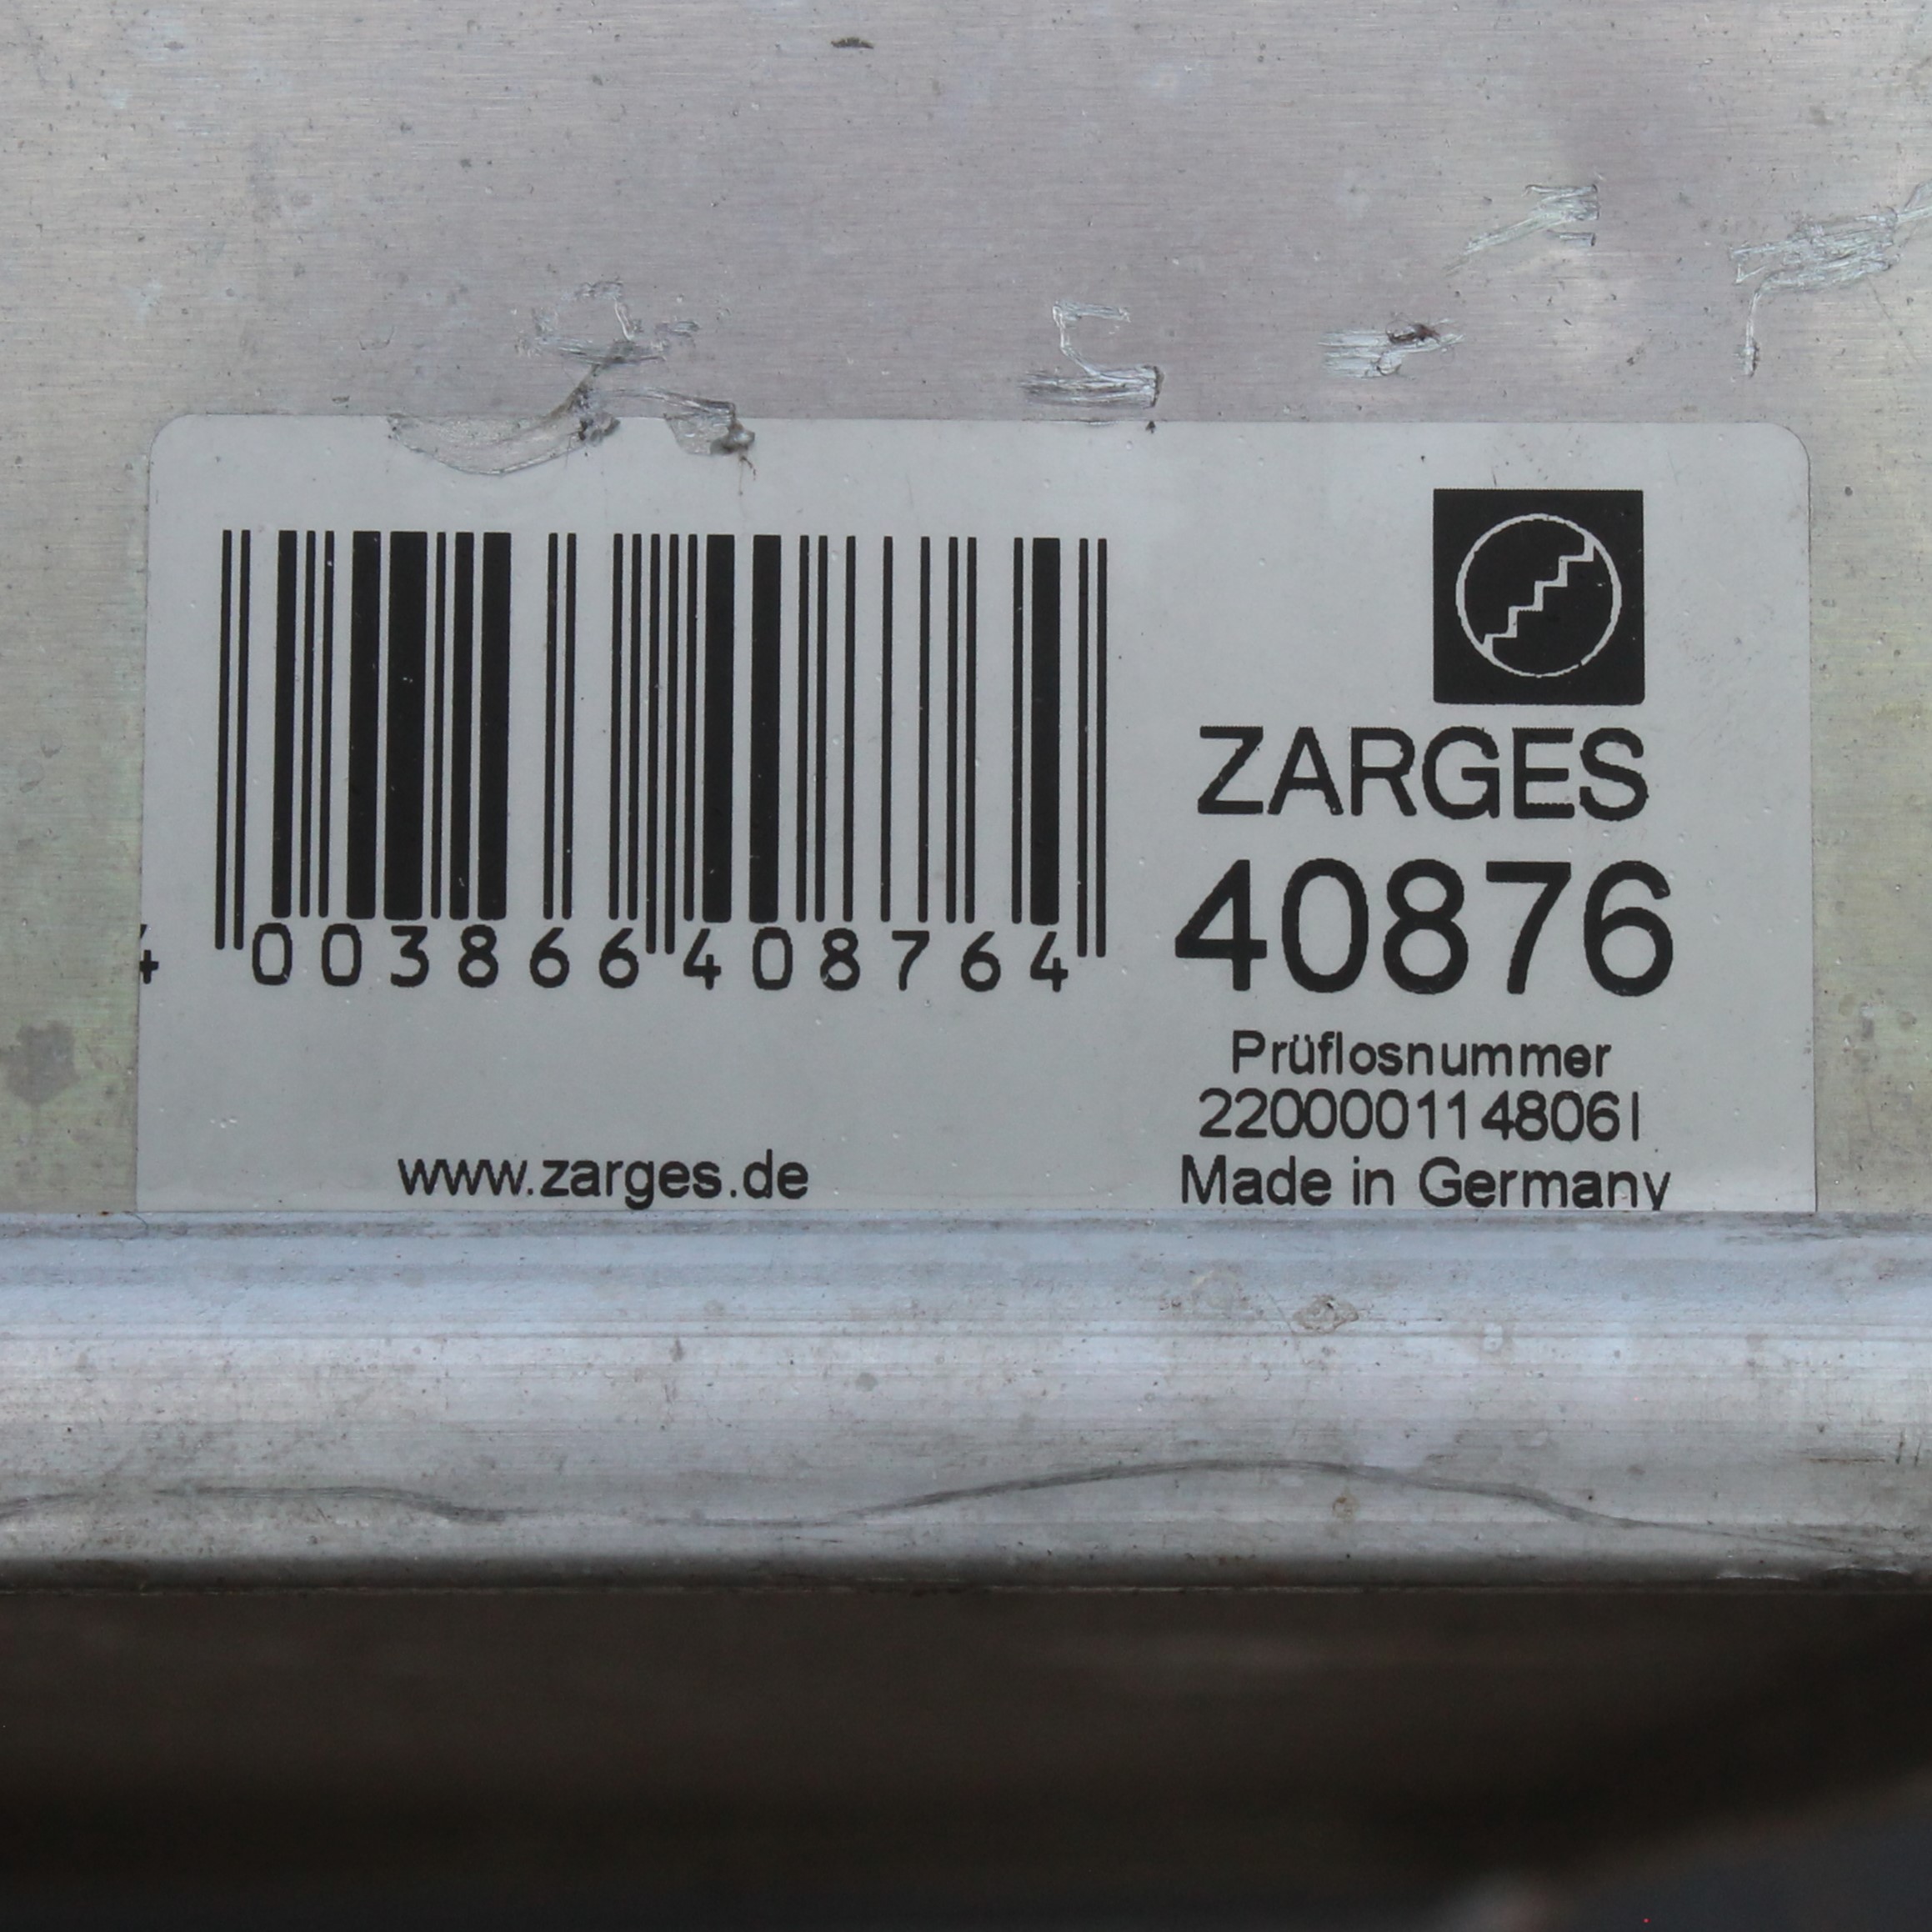 4 003866 408764
www.zarges.de
ZARGES
40876
Prüflosnummer
220000114806I
Made in Germany